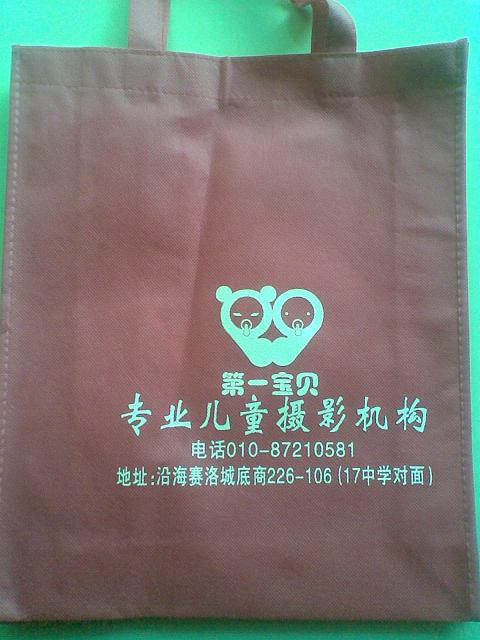 第一宝贝
专业儿童摄影机构
电话010-87210581
地址:沿海赛洛城底商226-106(17中学对面)